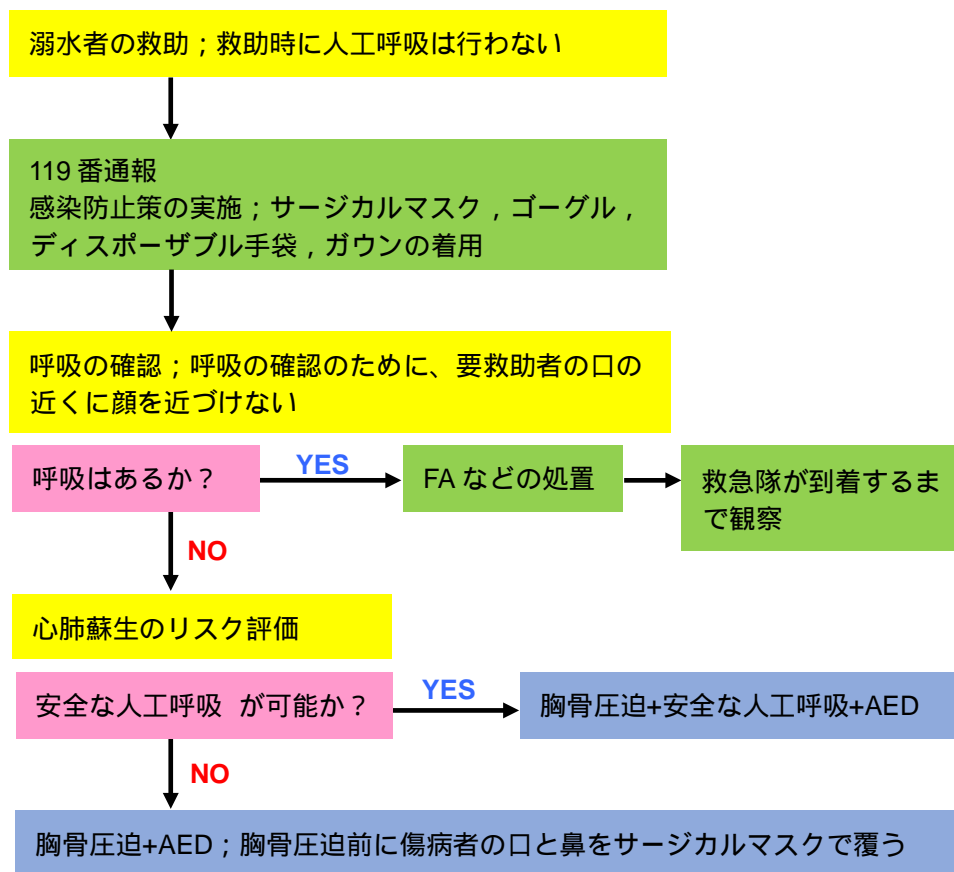 溺水者の救助；救助時に人工呼吸は行わない
119 番通報
感染防止策の実施；サージカルマスク，ゴーグル，
ディスポーザブル手袋，ガウンの着用
呼吸の確認；呼吸の確認のために、要救助者の口の
近くに顔を近づけない
呼吸はあるか？
YES
FA などの処置
救急隊が到着するま
で観察
NO
心肺蘇生のリスク評価
安全な人工呼吸 が可能か？
YES
胸骨圧迫+安全な人工呼吸+AED
NO
胸骨圧迫+AED；胸骨圧迫前に傷病者の口と鼻をサージカルマスクで覆う